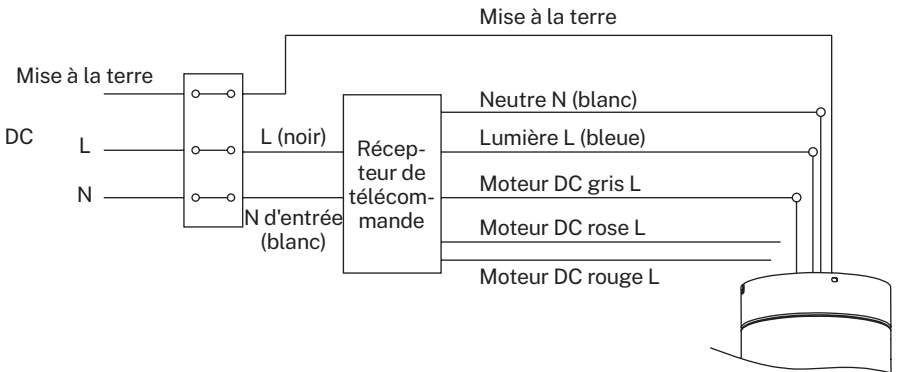 Mise à la terre
Mise à la terre
DC
L
N
L (noir)
N d'entrée
(blanc)
Récep-
teur de
télécom-
mande
Neutre N (blanc)
Lumière L (bleue)
Moteur DC gris L
Moteur DC rose L
Moteur DC rouge L